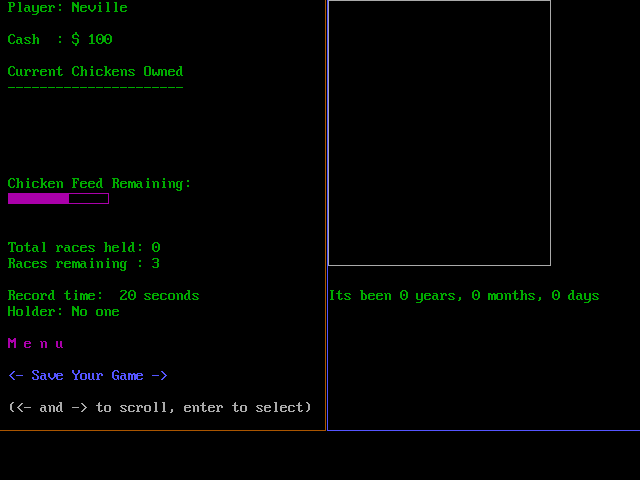 Player: Neville
Cash  : $ 100
Current Chickens Owned
----------------------
Chicken Feed Remaining:
Total races held: 0
Races remaining : 3
Record time:  20 seconds
Holder: No one
M e n u
<- Save Your Game ->
(<- and -> to scroll, enter to select)
Its been 0 years, 0 months, 0 days